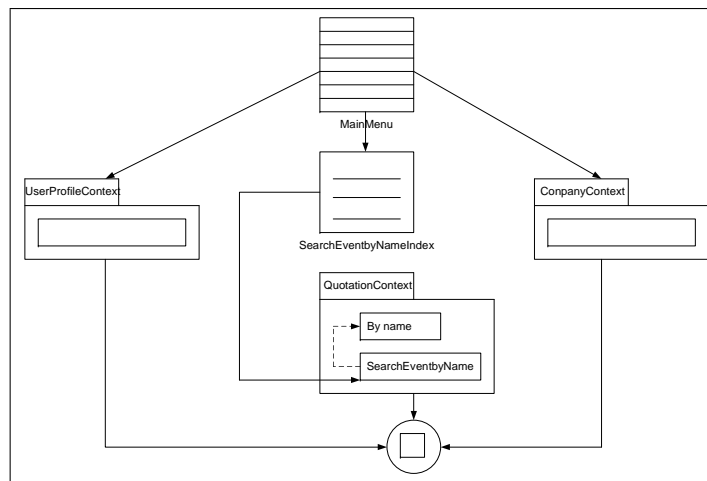 MainMenu
UserProfileContext
ConpanyContext
SearchEventbyNameIndex
QuotationContext
By name
SearchEventbyName